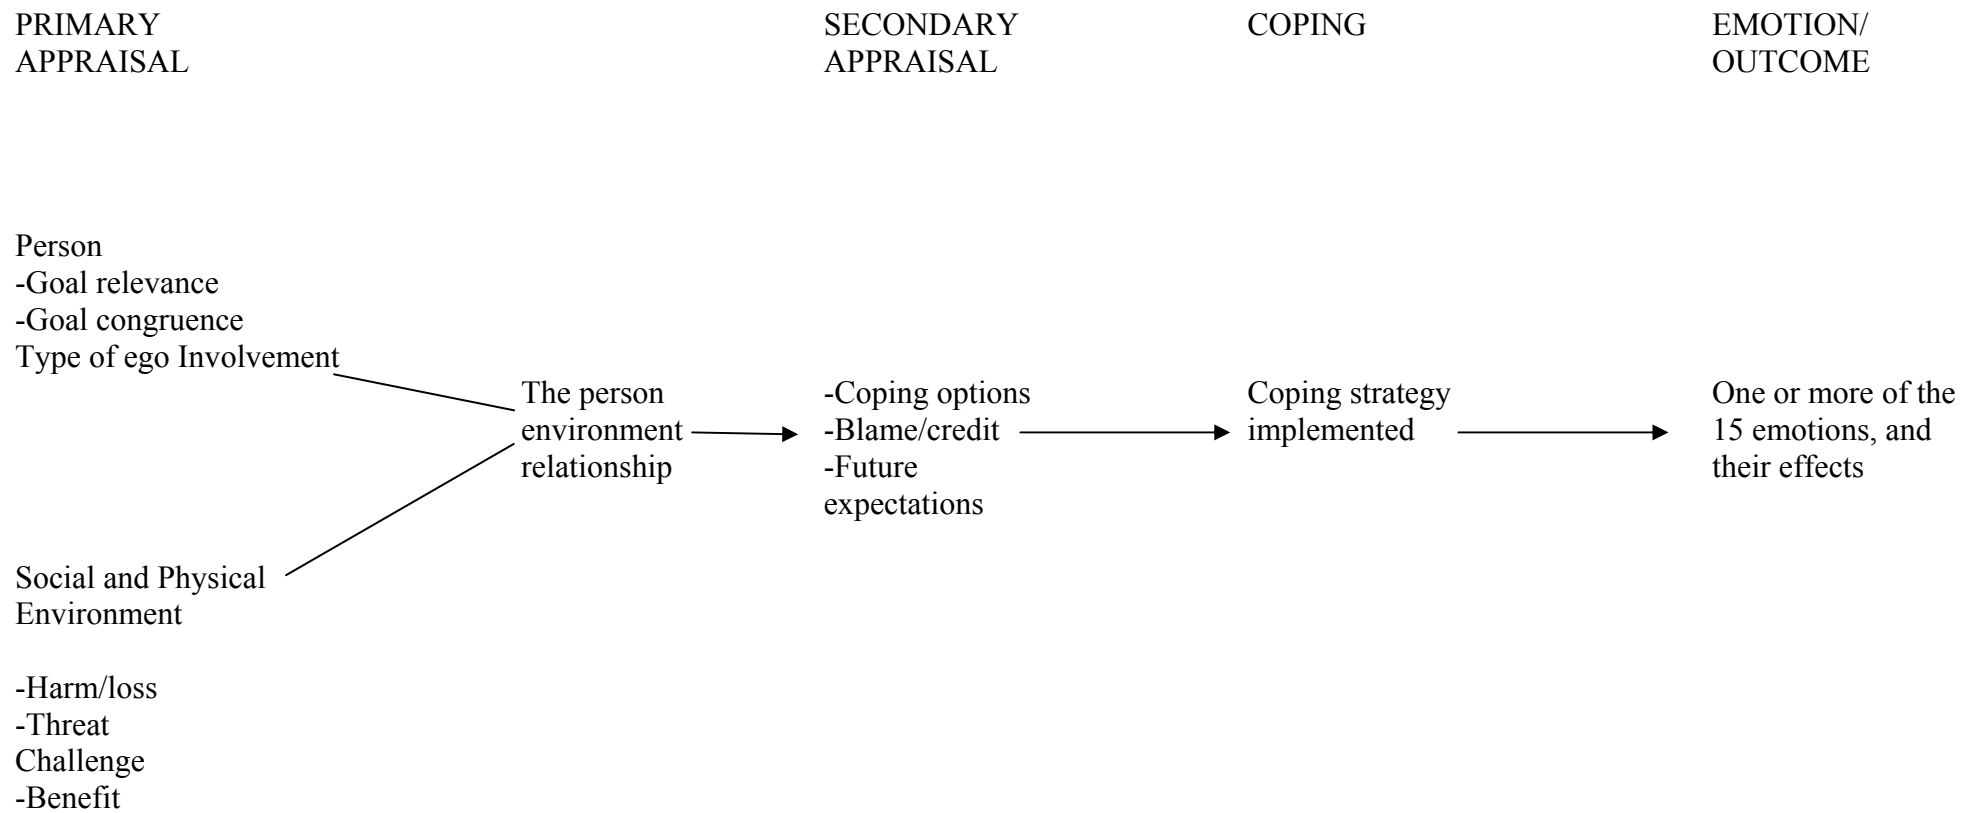 PRIMARY
APPRAISAL
SECONDARY
APPRAISAL
COPING
EMOTION/
OUTCOME
Person
-Goal relevance
-Goal congruence
Type of ego Involvement
The person
environment
relationship
-Coping options
-Blame/credit
-Future
expectations
Coping strategy
implemented
One or more of the
15 emotions, and
their effects
Social and Physical
Environment
-Harm/loss
-Threat
Challenge
-Benefit